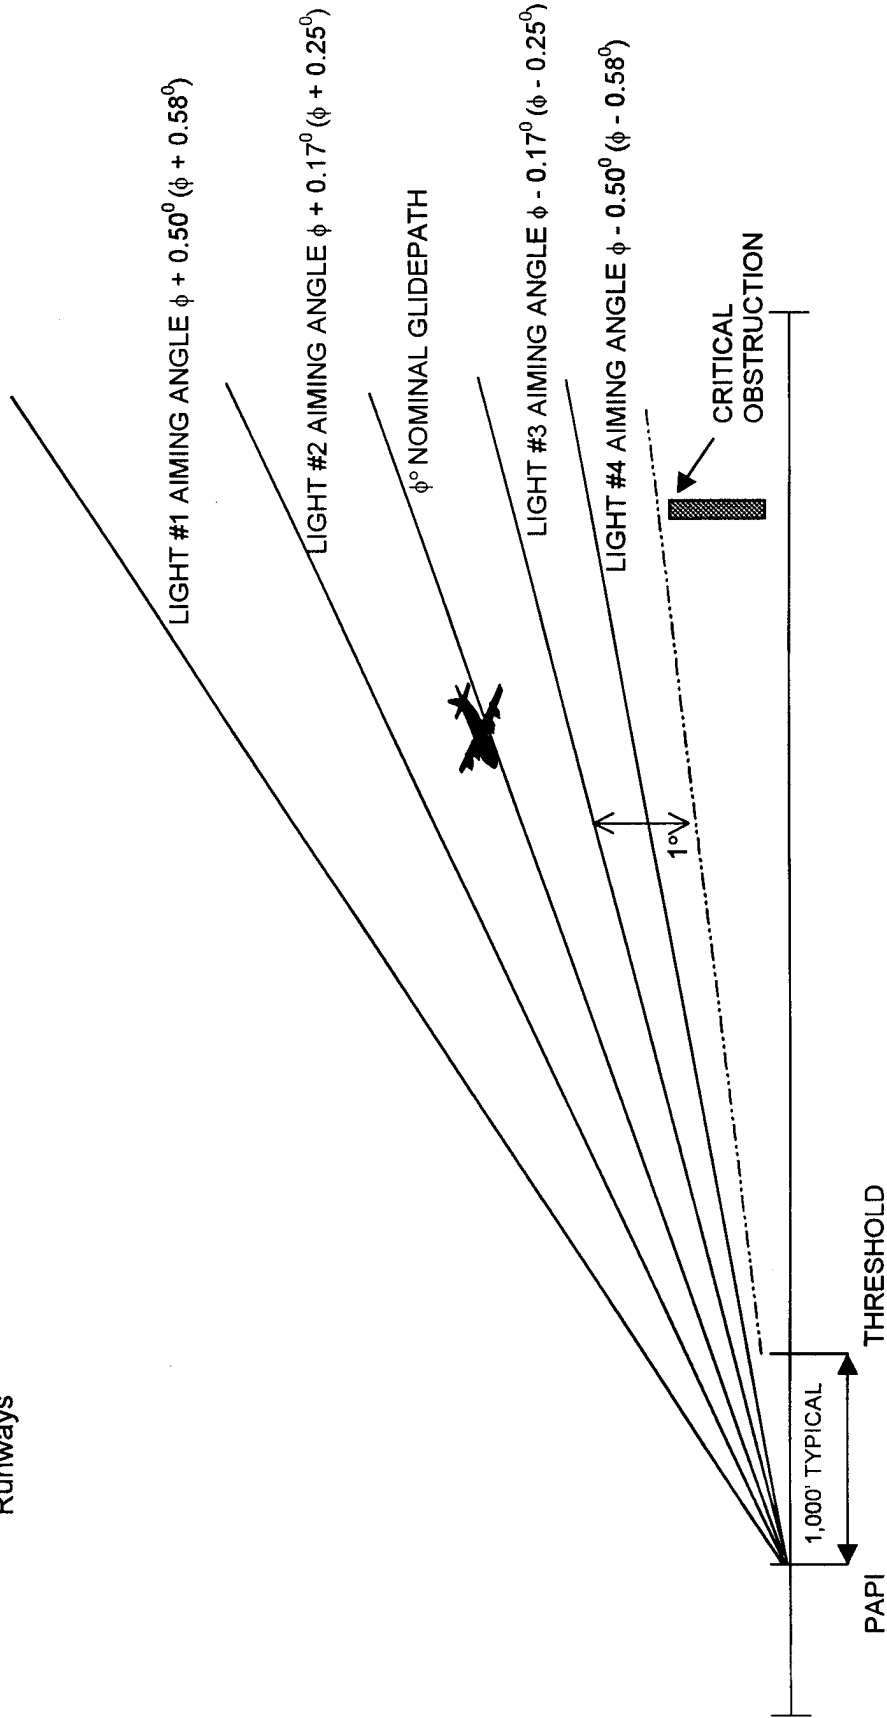 Runways
LIGHT #1 AIMING ANGLE ϕ + 0.50⁰ (ϕ + 0.58⁰)
LIGHT #2 AIMING ANGLE ϕ + 0.17⁰ (ϕ + 0.25⁰)
ϕ° NOMINAL GLIDEPATH
LIGHT #3 AIMING ANGLE ϕ - 0.17⁰ (ϕ - 0.25⁰)
LIGHT #4 AIMING ANGLE ϕ - 0.50⁰ (ϕ - 0.58⁰)
1°
CRITICAL
OBSTRUCTION
1,000' TYPICAL
PAPI
THRESHOLD